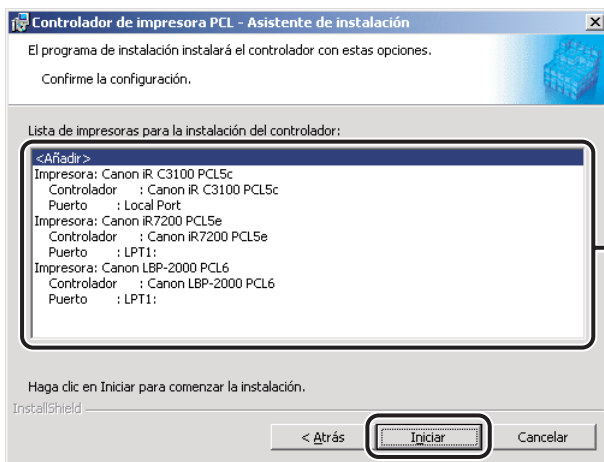 Controlador de impresora PCL - Asistente de instalación
El programa de instalación instalará el controlador con estas opciones.
Confirme la configuración.
Lista de impresoras para la instalación del controlador:
<Añadir>
Impresora: Canon iR C3100 PCL5c
Controlador : Canon iR C3100 PCL5c
Puerto : Local Port
Impresora: Canon iR7200 PCL5e
Controlador : Canon iR7200 PCL5e
Puerto : LPT1:
Impresora: Canon LBP-2000 PCL6
Controlador : Canon LBP-2000 PCL6
Puerto : LPT1:
Haga clic en Iniciar para comenzar la instalación.
InstallShield
< Atrás Iniciar Cancelar